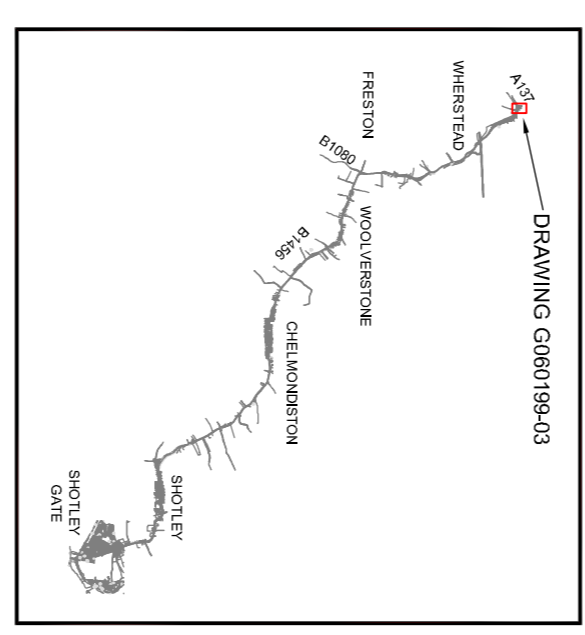 A137
WHERSTEAD
FRESTON
B1080
DRAWING G060199-03
WOOLVERSTONE
B1456
CHELMONDISTON
SHOTLEY
SHOTLEY
GATE